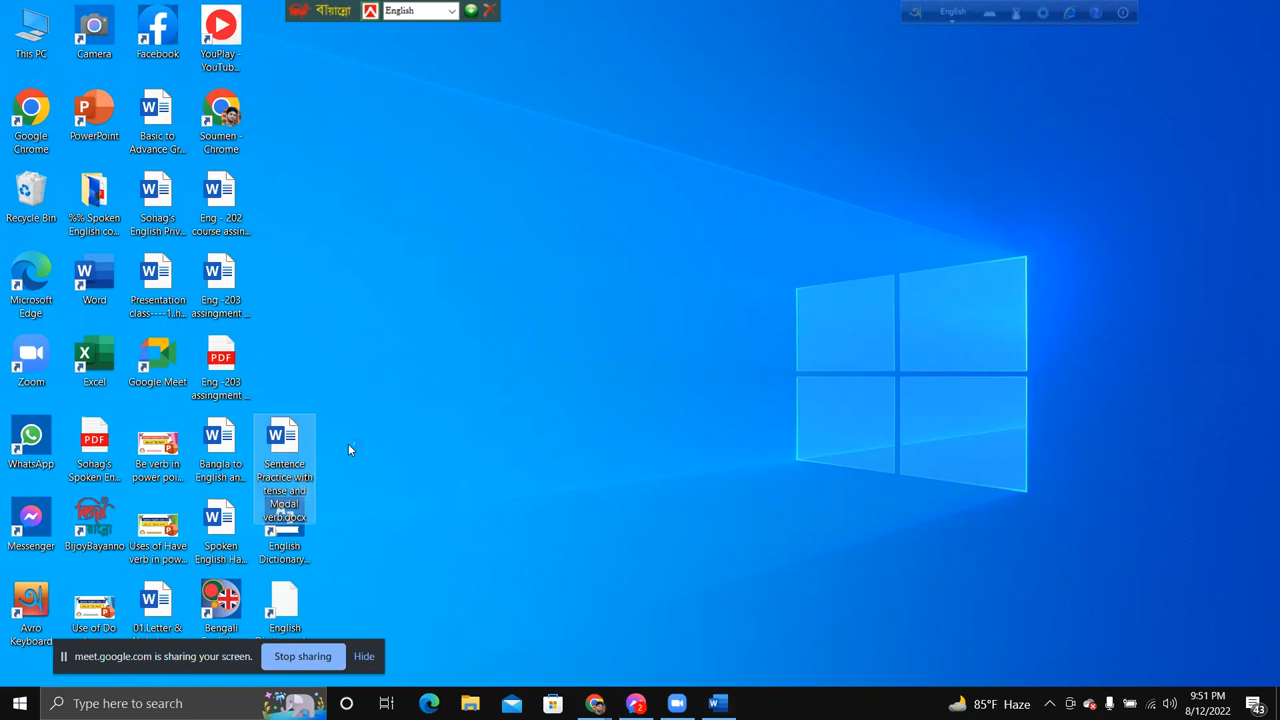 বায়ান্নো
English
English
This PC
Camera
Facebook
YouPlay -
YouTub...
Google
Chrome
PowerPoint
Basic to
Advance Gr...
Soumen -
Chrome
Recycle Bin
%% Spoken
English co...
Sohag's
English Priv...
Eng - 202
course assin...
Microsoft
Edge
Word
Presentation
class----1..h...
Eng -203
assingment ...
Zoom
Excel
Google Meet
PDF
Eng -203
assingment ...
WhatsApp
PDF
Sohag's
Spoken En...
Be verb in
power poi...
Bangla to
English an...
Sentence
Practice with
tense and
Modal
verb.docx
Messenger
BijoyBayanno
Uses of Have
verb in pow...
Spoken
English Ha...
English
Dictionary...
Avro
Keyboard
Use of Do
01.Letter &
Bengali
English
meet.google.com is sharing your screen.
Stop sharing
Hide
Type here to search
2
85°F Haze
9:51 PM
8/12/2022
43